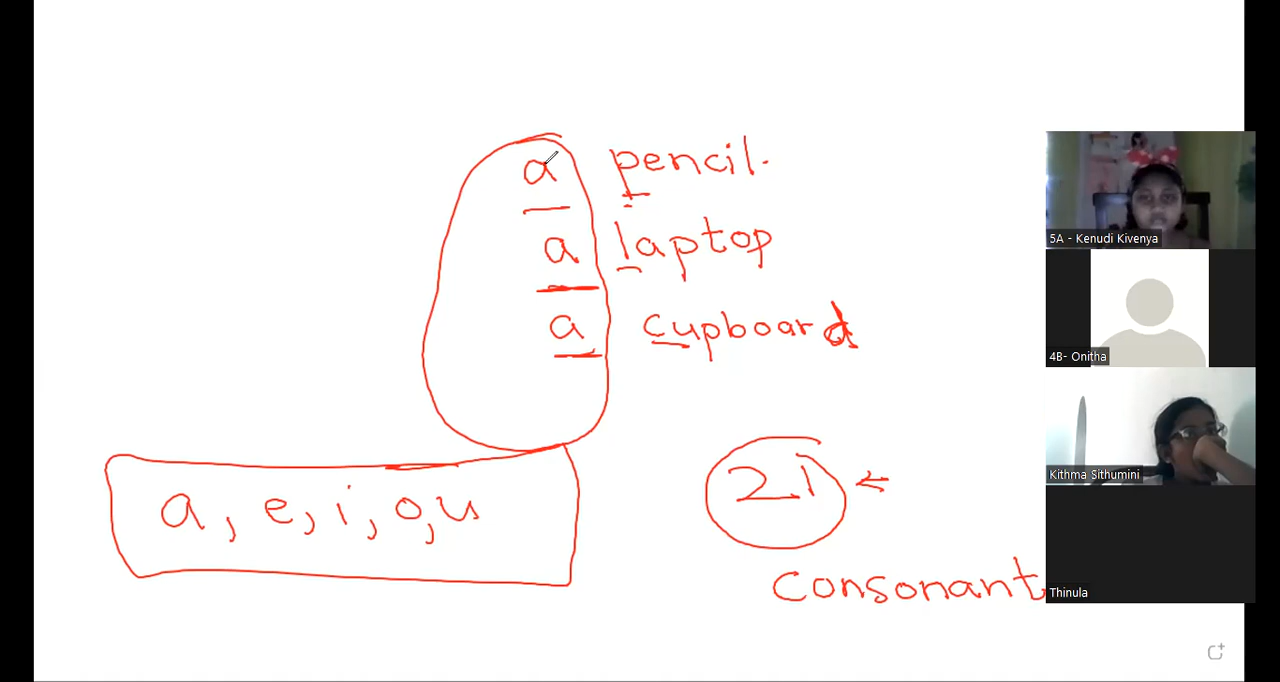 a pencil.
a laptop
a cupboard
a, e, i, o, u
21 ←
consonant
5A - Kenudi Kivenya
4B- Onitha
Kithma Sithumini
Thinula